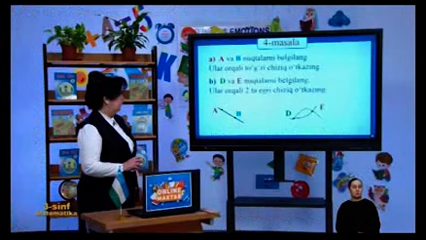 4-masala
a) A va B nuqtalarni belgilang.
Ular orqali to‘g‘ri chiziq o‘tkazing.
b) D va E nuqtalarni belgilang.
Ular orqali 2 ta egri chiziq o‘tkazing.
A
B
D
E
ONLINE
MAKTAB
3-sinf
Matematika